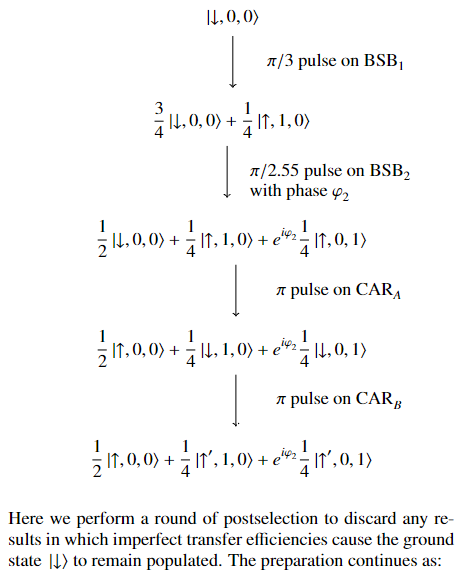 |↓, 0, 0⟩
π/3 pulse on BSB₁
3/4 |↓, 0, 0⟩ + 1/4 |↑, 1, 0⟩
π/2.55 pulse on BSB₂
with phase φ₂
1/2 |↓, 0, 0⟩ + 1/4 |↑, 1, 0⟩ + e^{iφ₂} 1/4 |↑, 0, 1⟩
π pulse on CAR_A
1/2 |↑, 0, 0⟩ + 1/4 |↓, 1, 0⟩ + e^{iφ₂} 1/4 |↓, 0, 1⟩
π pulse on CAR_B
1/2 |↑, 0, 0⟩ + 1/4 |↑′, 1, 0⟩ + e^{iφ₂} 1/4 |↑′, 0, 1⟩
Here we perform a round of postselection to discard any re-
sults in which imperfect transfer efficiencies cause the ground
state |↓⟩ to remain populated. The preparation continues as: